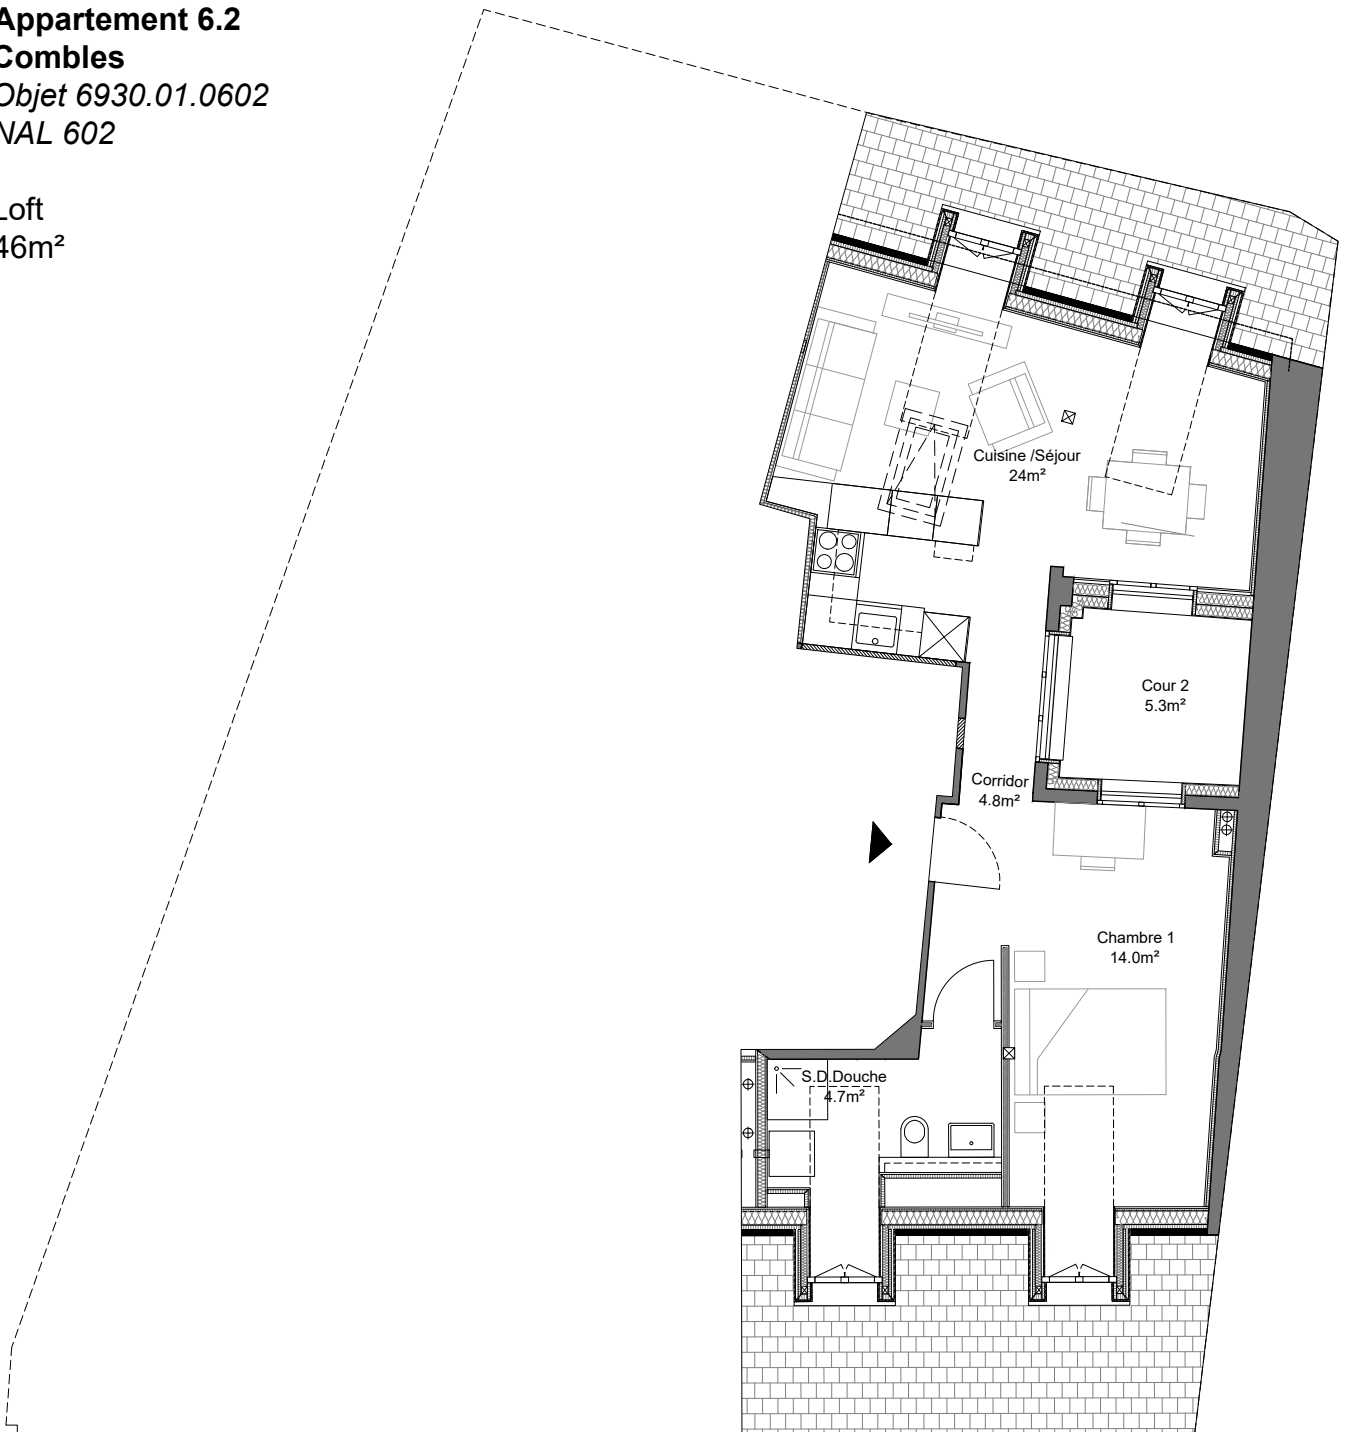 Appartement 6.2
Combles
Objet 6930.01.0602
NAL 602
Loft
46m²
Cuisine /Séjour
24m²
Cour 2
5.3m²
Corridor
4.8m²
Chambre 1
14.0m²
S.D.Douche
4.7m²